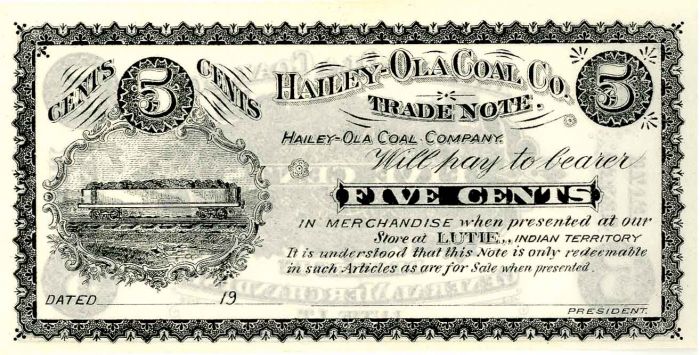 CENTS 5 CENTS
HAILEY-OLA COAL CO.
5
TRADE NOTE.
HAILEY-OLA COAL COMPANY.
Will pay to bearer
FIVE CENTS
IN MERCHANDISE when presented at our
Store at LUTIE,,, INDIAN TERRITORY
It is understood that this Note is only redeemable
in such Articles as are for Sale when presented.
DATED 19
PRESIDENT.